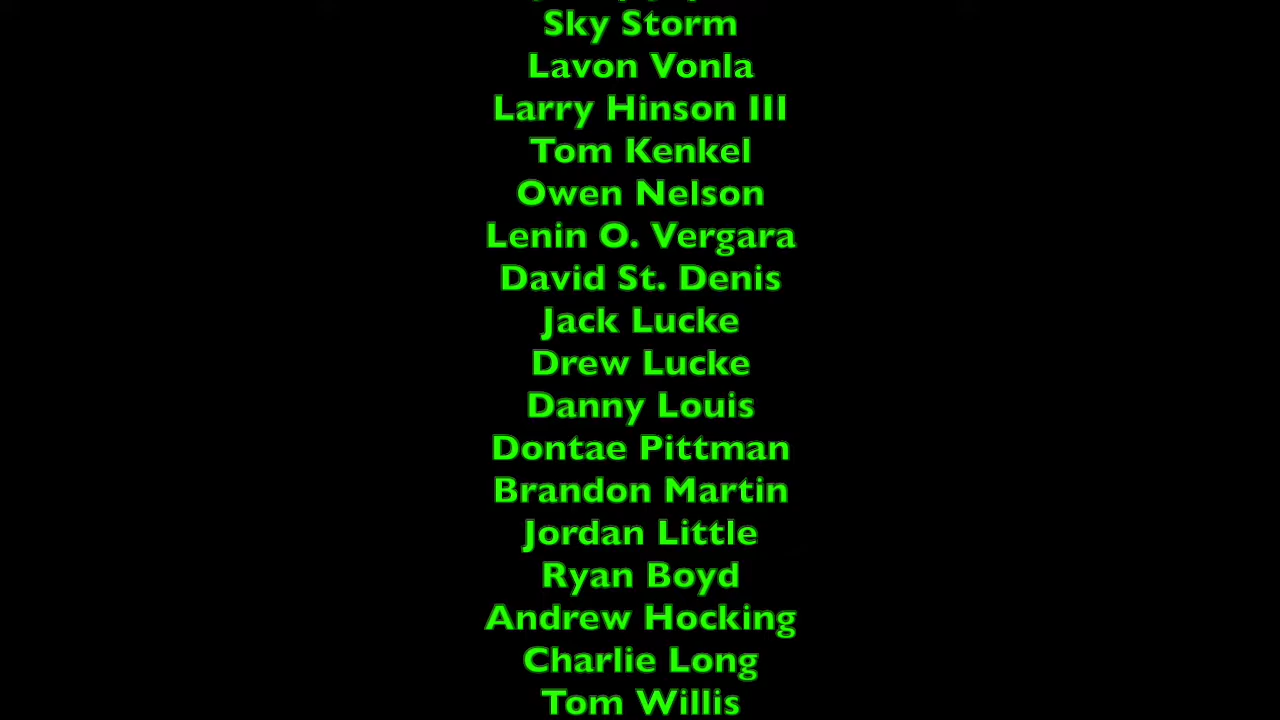 Sky Storm
Lavon Vonla
Larry Hinson III
Tom Kenkel
Owen Nelson
Lenin O. Vergara
David St. Denis
Jack Lucke
Drew Lucke
Danny Louis
Dontae Pittman
Brandon Martin
Jordan Little
Ryan Boyd
Andrew Hocking
Charlie Long
Tom Willis